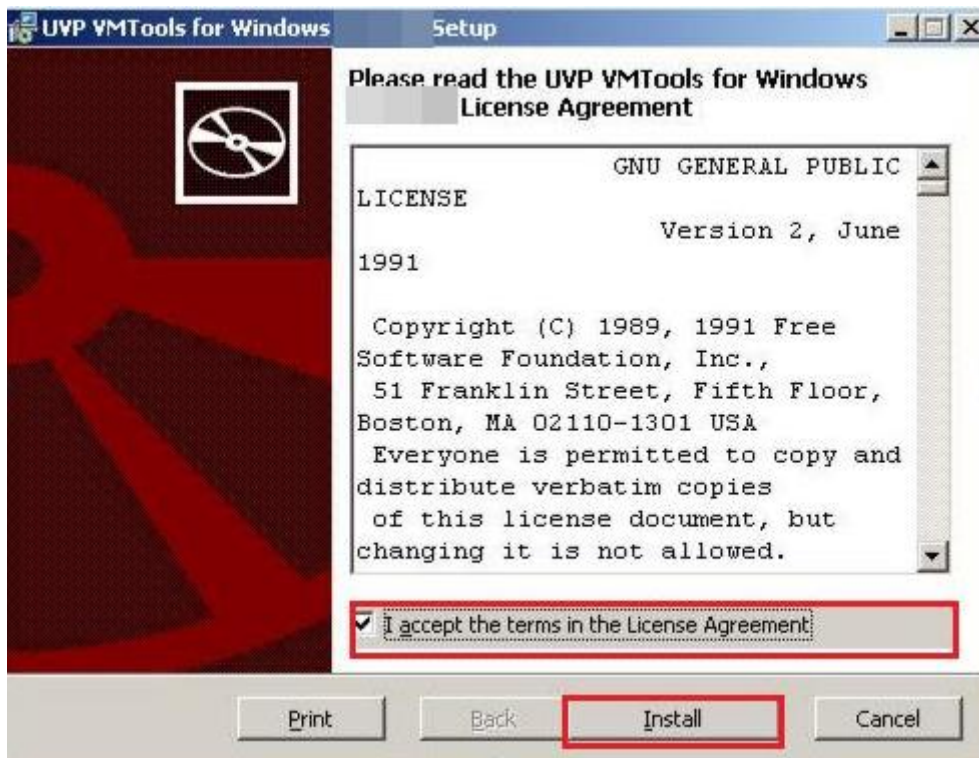 UVP VMTools for Windows Setup
Please read the UVP VMTools for Windows
License Agreement
GNU GENERAL PUBLIC
LICENSE
Version 2, June
1991
Copyright (C) 1989, 1991 Free
Software Foundation, Inc.,
51 Franklin Street, Fifth Floor,
Boston, MA 02110-1301 USA
Everyone is permitted to copy and
distribute verbatim copies
of this license document, but
changing it is not allowed.
I accept the terms in the License Agreement
Print Back Install Cancel